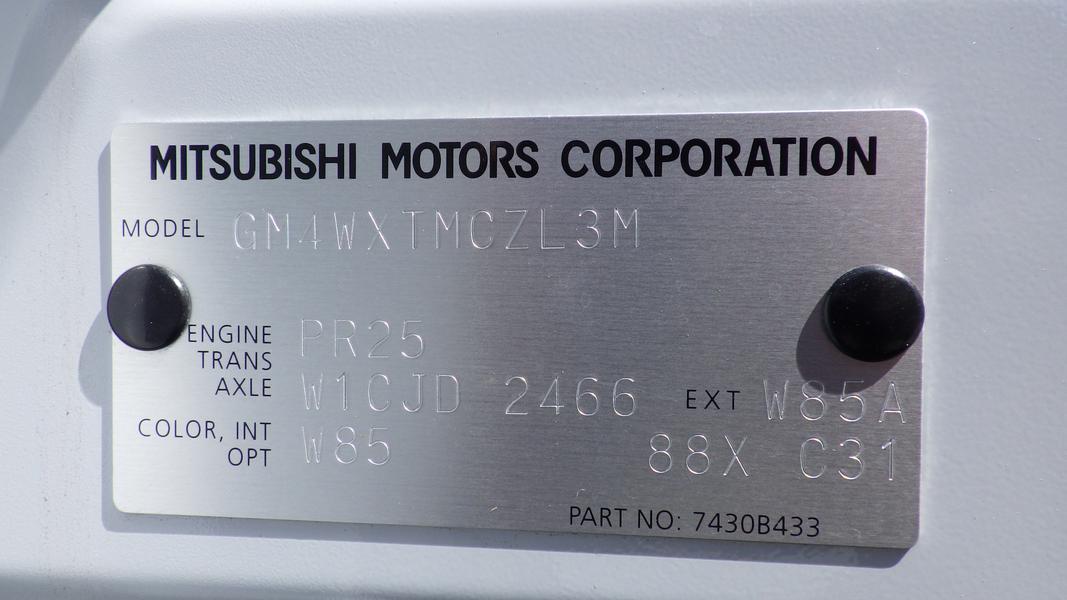 MITSUBISHI MOTORS CORPORATION
MODEL GM4WXTMCZL3M
ENGINE PR25
TRANS
AXLE W1CJD 2466 EXT W85A
COLOR, INT W85 88X C31
OPT
PART NO: 7430B433